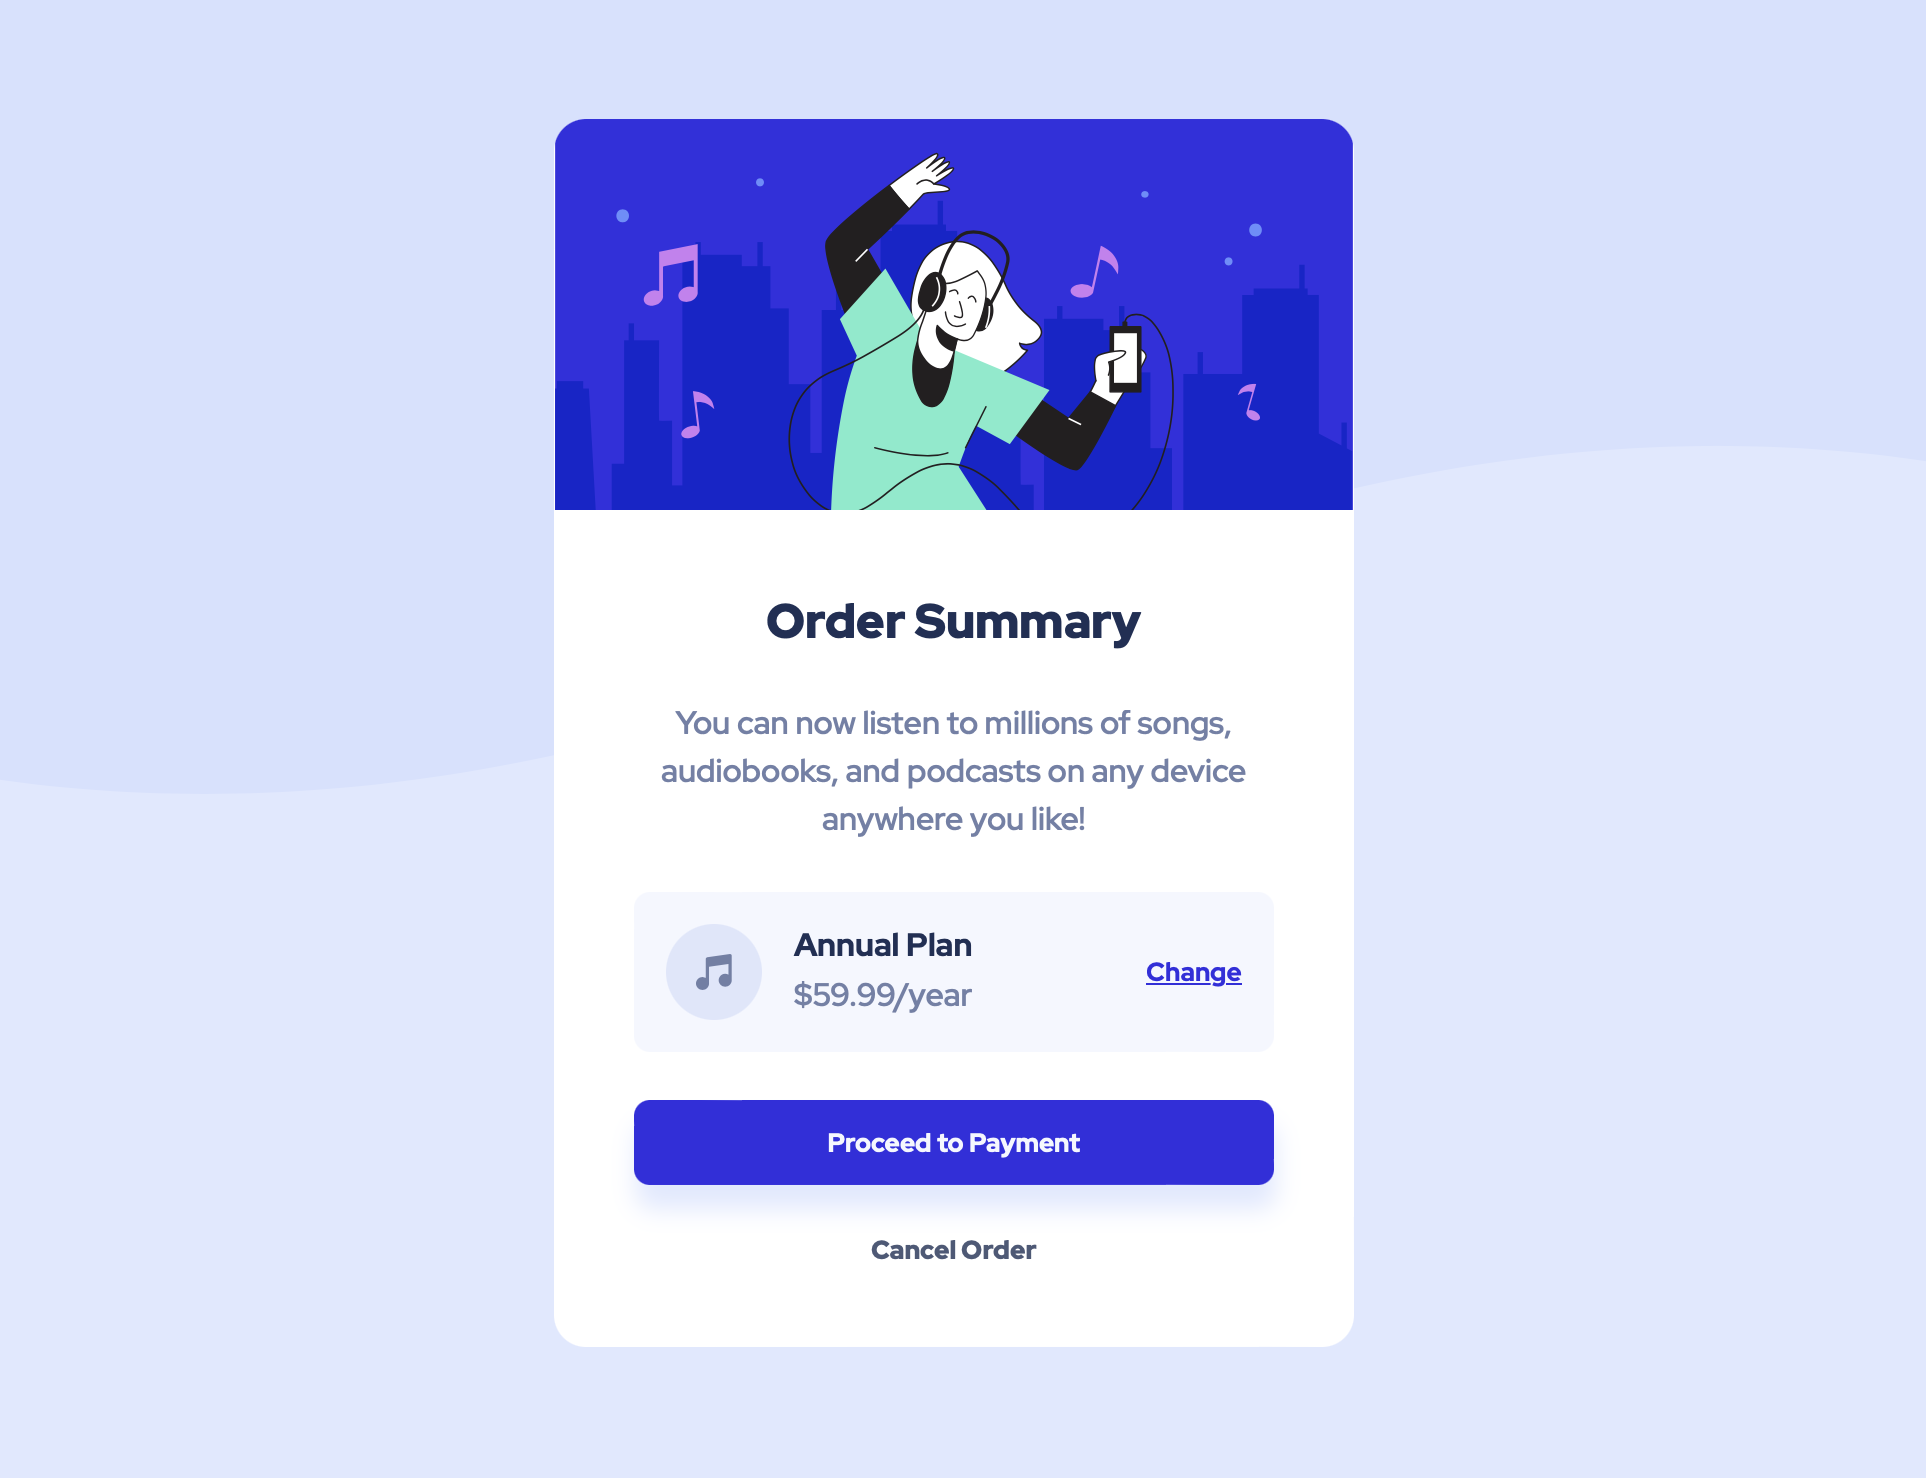 Order Summary
You can now listen to millions of songs,
audiobooks, and podcasts on any device
anywhere you like!
Annual Plan
$59.99/year
Change
Proceed to Payment
Cancel Order